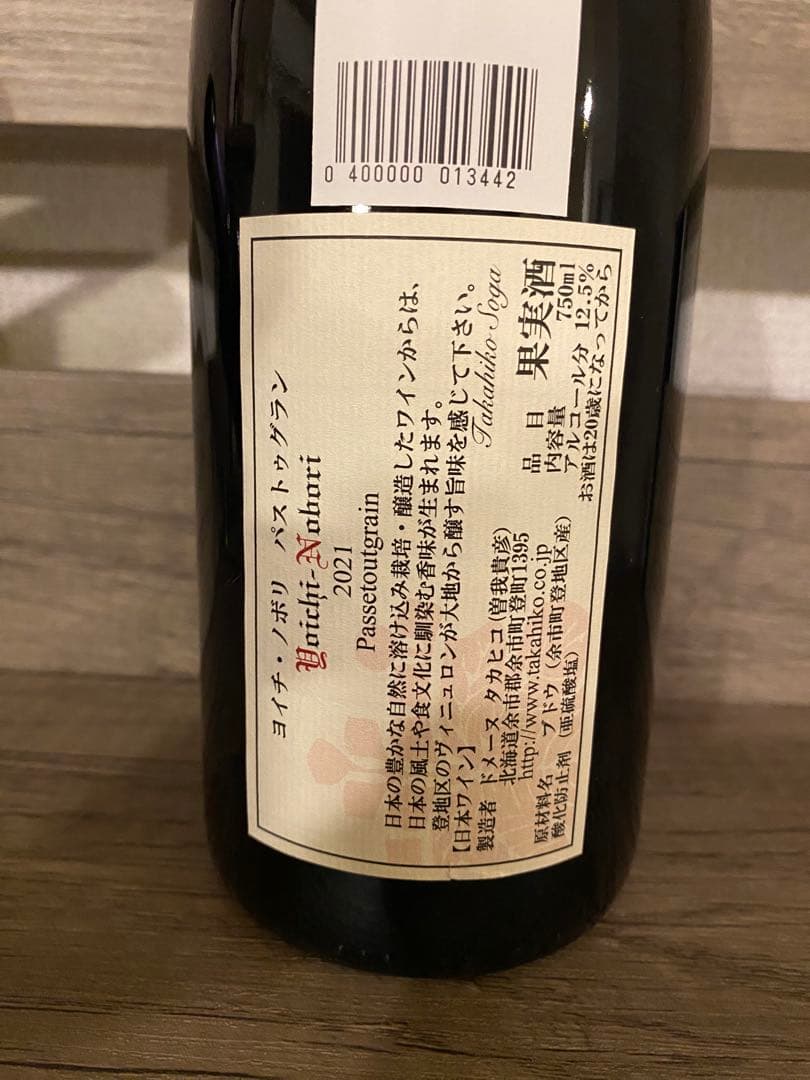 0 400000 013442
ヨイチ・ノボリ パストゥグラン
Yoichi-Nobori
2021
Passetoutgrain
日本の豊かな自然に溶け込み栽培・醸造したワインからは、
日本の風土や食文化に馴染む香味が生まれます。
登地区のヴィニュロンが大地から醸す旨味を感じて下さい。
Takahiko Soga
【日本ワイン】
製造者 ドメーヌ タカヒコ(曽我貴彦)
北海道余市郡余市町登町1395
http://www.takahiko.co.jp
原材料名 ブドウ(余市町登地区産)
酸化防止剤(亜硫酸塩)
品目 果実酒
内容量 750ml
アルコール分 12.5%
お酒は20歳になってから